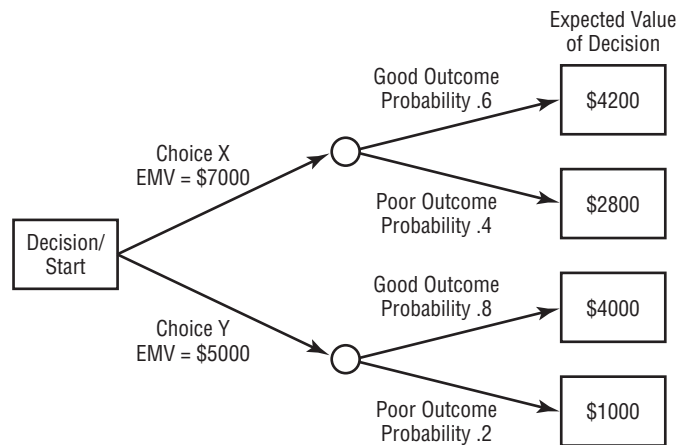 Expected Value
of Decision
Good Outcome
Probability .6
$4200
Choice X
EMV = $7000
Poor Outcome
Probability .4
$2800
Decision/
Start
Good Outcome
Probability .8
$4000
Choice Y
EMV = $5000
Poor Outcome
Probability .2
$1000